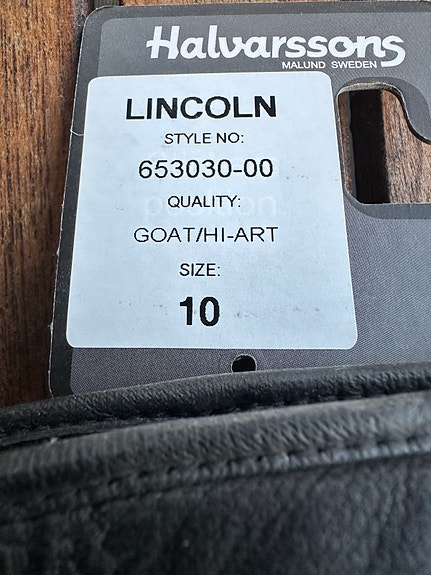 Halvarssons
MALUND SWEDEN
LINCOLN
STYLE NO:
653030-00
QUALITY:
GOAT/HI-ART
SIZE:
10